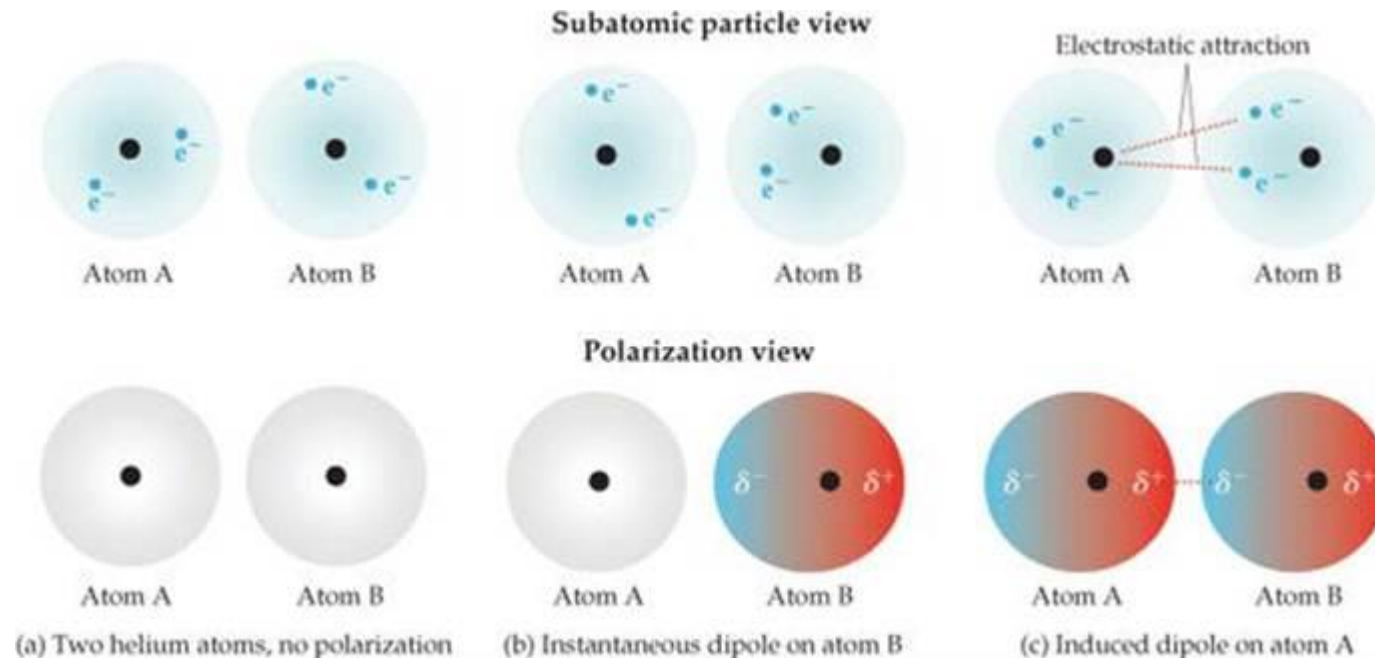 Subatomic particle view
Electrostatic attraction
e⁻
e⁻
e⁻
e⁻
e⁻
e⁻
e⁻
e⁻
e⁻
e⁻
e⁻
e⁻
Atom A
Atom B
Atom A
Atom B
Atom A
Atom B
Polarization view
δ⁻
δ⁺
δ⁻
δ⁺
δ⁻
δ⁺
Atom A
Atom B
Atom A
Atom B
Atom A
Atom B
(a) Two helium atoms, no polarization
(b) Instantaneous dipole on atom B
(c) Induced dipole on atom A